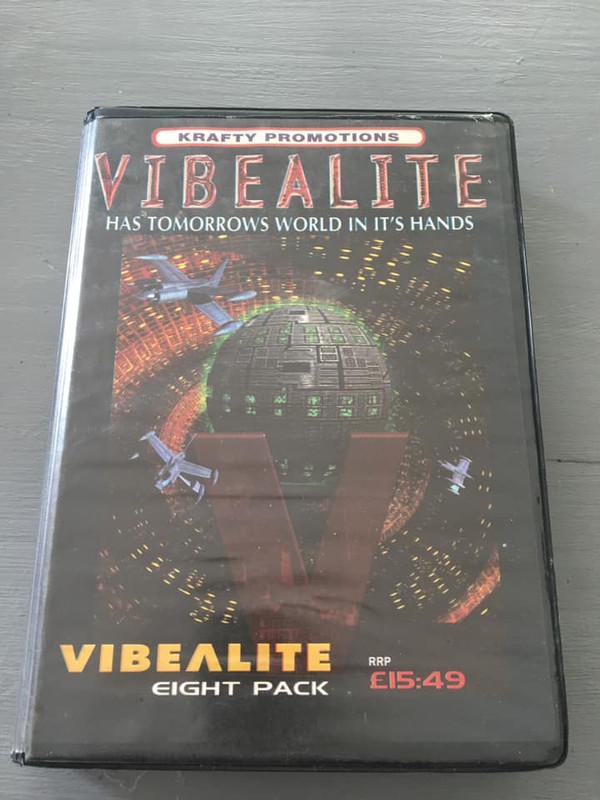 KRAFTY PROMOTIONS
VIBEALITE
HAS TOMORROWS WORLD IN IT'S HANDS
V
VIBEALITE
EIGHT PACK
RRP
£15:49